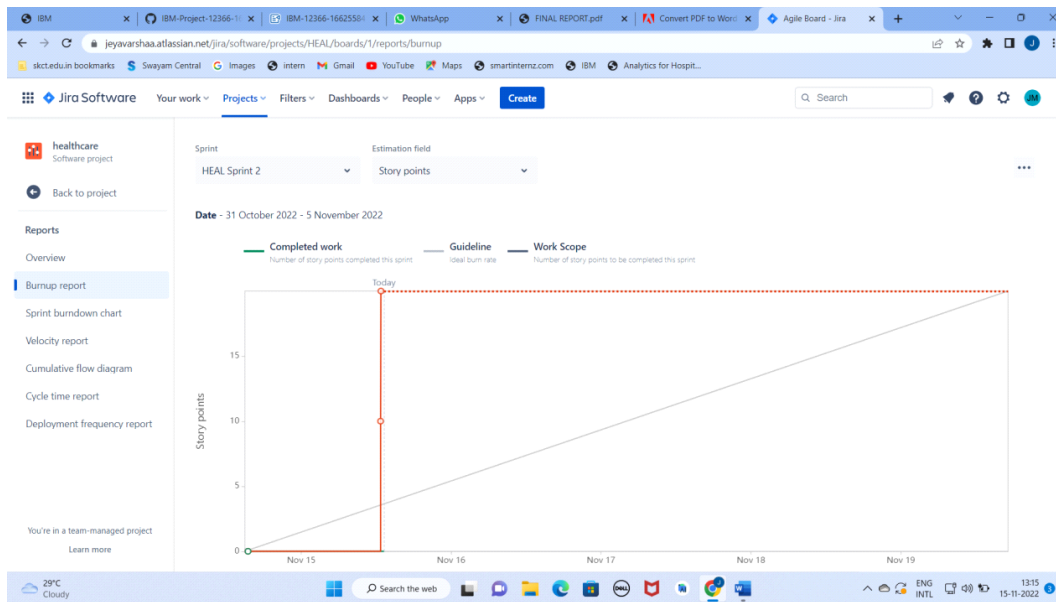 IBM
IBM-Project-12366-1
IBM-12366-16625584
WhatsApp
FINAL REPORT.pdf
Convert PDF to Word
Agile Board - Jira
jeyavarshaa.atlassian.net/jira/software/projects/HEAL/boards/1/reports/burnup
J
skct.edu.in bookmarks
Swayam Central
Images
intern
Gmail
YouTube
Maps
smartinternz.com
IBM
Analytics for Hospit...
Jira Software
Your work
Projects
Filters
Dashboards
People
Apps
Create
Search
JM
healthcare
Software project
Back to project
Reports
Overview
Burnup report
Sprint burndown chart
Velocity report
Cumulative flow diagram
Cycle time report
Deployment frequency report
You're in a team-managed project
Learn more
Sprint
Estimation field
HEAL Sprint 2
Story points
Date - 31 October 2022 - 5 November 2022
Completed work
Number of story points completed this sprint
Guideline
Ideal burn rate
Work Scope
Number of story points to be completed this sprint
Today
15
10
5
0
Story points
Nov 15
Nov 16
Nov 17
Nov 18
Nov 19
29°C
Cloudy
Search the web
DELL
ENG
INTL
13:15
15-11-2022